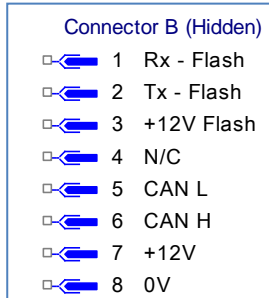 Connector B (Hidden)
1 Rx - Flash
2 Tx - Flash
3 +12V Flash
4 N/C
5 CAN L
6 CAN H
7 +12V
8 0V